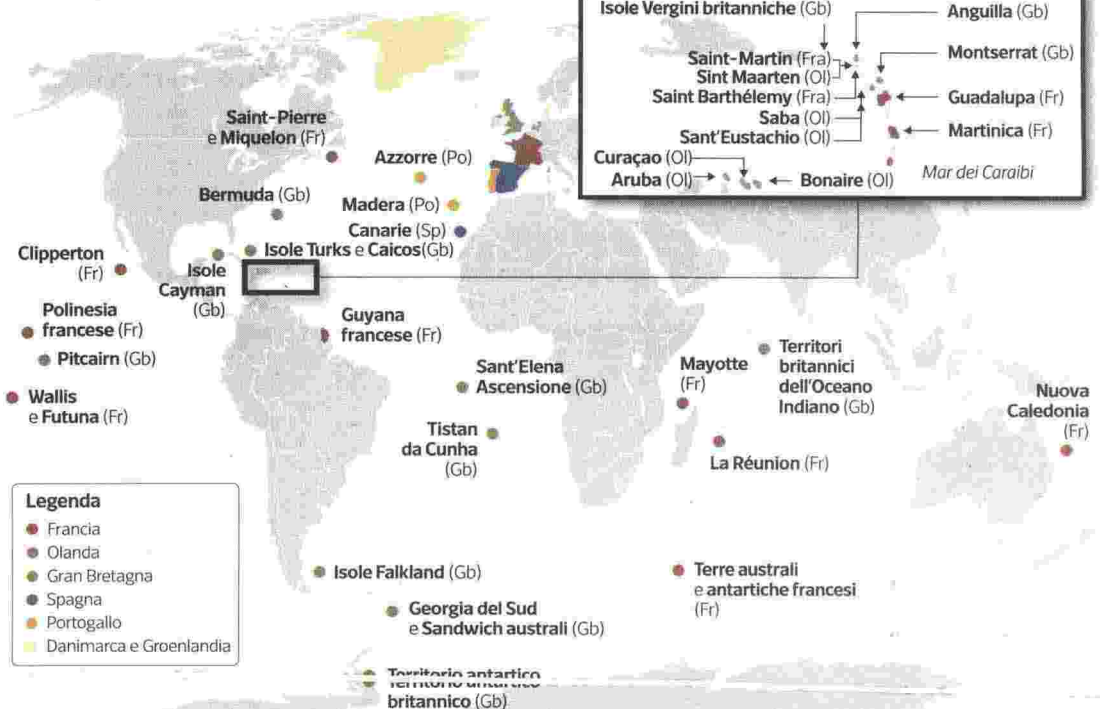 Isole Vergini britanniche (Gb)
Anguilla (Gb)
Saint-Martin (Fra)
Sint Maarten (Ol)
Montserrat (Gb)
Saint Barthélemy (Fra)
Guadalupa (Fr)
Saba (Ol)
Sant'Eustachio (Ol)
Martinica (Fr)
Curaçao (Ol)
Aruba (Ol)
Bonaire (Ol)
Mar dei Caraibi
Saint-Pierre
e Miquelon (Fr)
Azzorre (Po)
Bermuda (Gb)
Madera (Po)
Canarie (Sp)
Isole Turks e Caicos(Gb)
Clipperton
(Fr)
Isole
Cayman
(Gb)
Polinesia
francese (Fr)
Pitcairn (Gb)
Wallis
e Futuna (Fr)
Guyana
francese (Fr)
Sant'Elena
Ascensione (Gb)
Tistan
da Cunha
(Gb)
Mayotte
(Fr)
Territori
britannici
dell'Oceano
Indiano (Gb)
La Réunion (Fr)
Nuova
Caledonia
(Fr)
Legenda
Francia
Olanda
Gran Bretagna
Spagna
Portogallo
Danimarca e Groenlandia
Isole Falkland (Gb)
Georgia del Sud
e Sandwich australi (Gb)
Terre australi
e antartiche francesi
(Fr)
Territorio antartico
britannico (Gb)